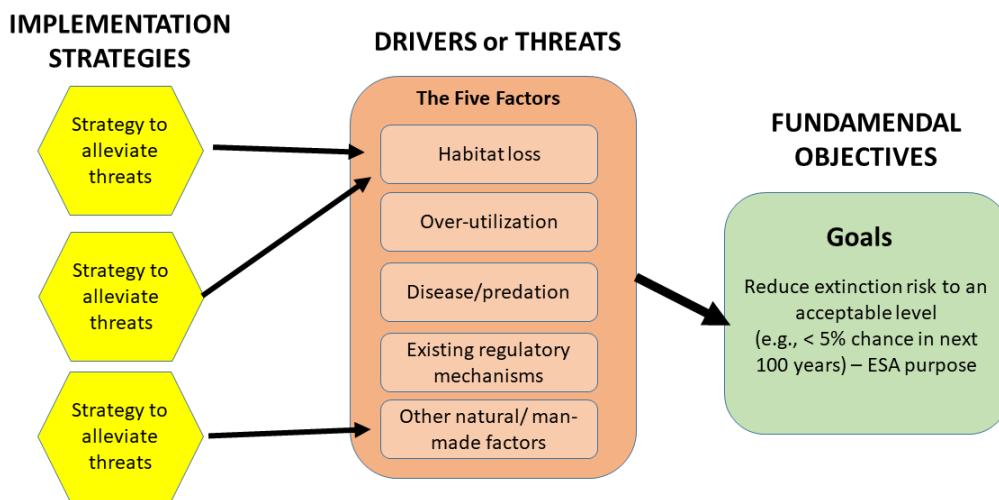 IMPLEMENTATION
STRATEGIES
Strategy to
alleviate
threats
Strategy to
alleviate
threats
Strategy to
alleviate
threats
DRIVERS or THREATS
The Five Factors
Habitat loss
Over-utilization
Disease/predation
Existing regulatory
mechanisms
Other natural/ man-
made factors
FUNDAMENDAL
OBJECTIVES
Goals
Reduce extinction risk to an
acceptable level
(e.g., < 5% chance in next
100 years) – ESA purpose